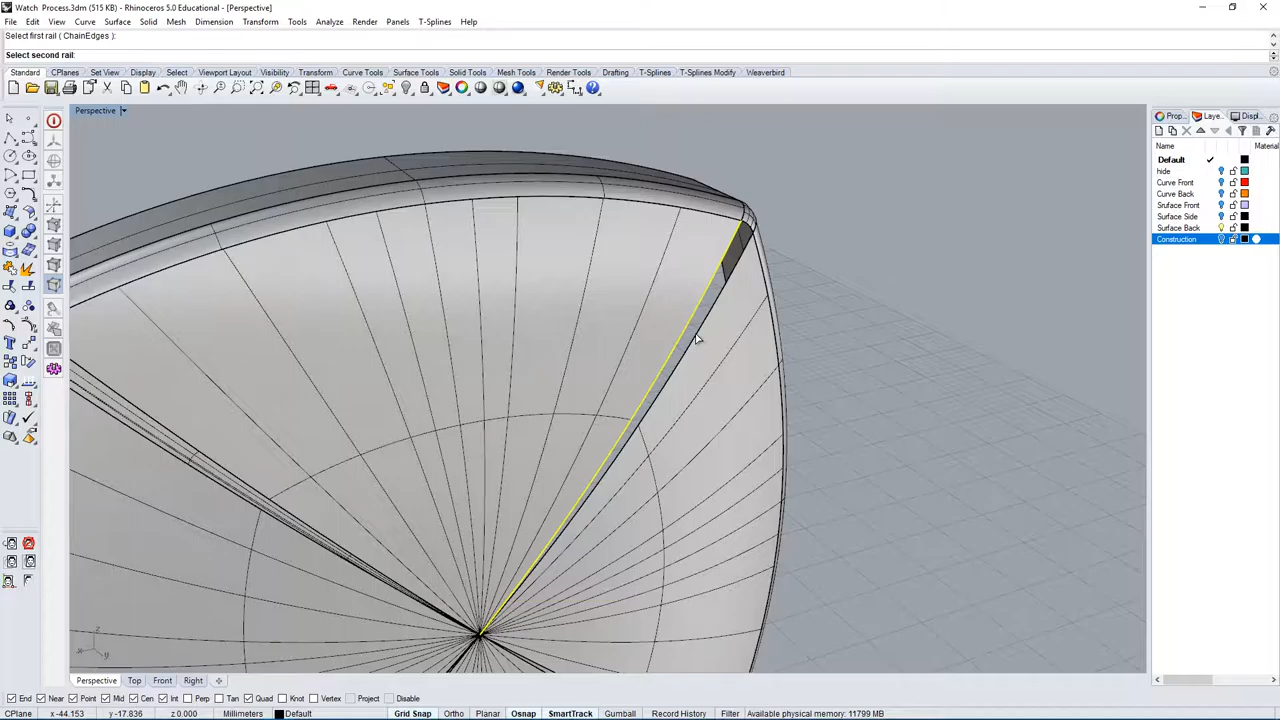 Watch Process.3dm (515 KB) - Rhinoceros 5.0 Educational - [Perspective]
File Edit View Curve Surface Solid Mesh Dimension Transform Tools Analyze Render Panels T-Splines Help
Select first rail ( ChainEdges ):
Select second rail:
Standard CPlanes Set View Display Select Viewport Layout Visibility Transform Curve Tools Surface Tools Solid Tools Mesh Tools Render Tools Drafting T-Splines T-Splines Modify Weaverbird
Perspective
Prop... Laye... Displ...
Name Material
Default
hide
Curve Front
Curve Back
Srurface Front
Surface Side
Surface Back
Construction
z
x y
Perspective Top Front Right
End Near Point Mid Cen Int Perp Tan Quad Knot Vertex Project Disable
CPlane x -44.153 y -17.836 z 0.000 Millimeters Default Grid Snap Ortho Planar Osnap SmartTrack Gumball Record History Filter Available physical memory: 11799 MB